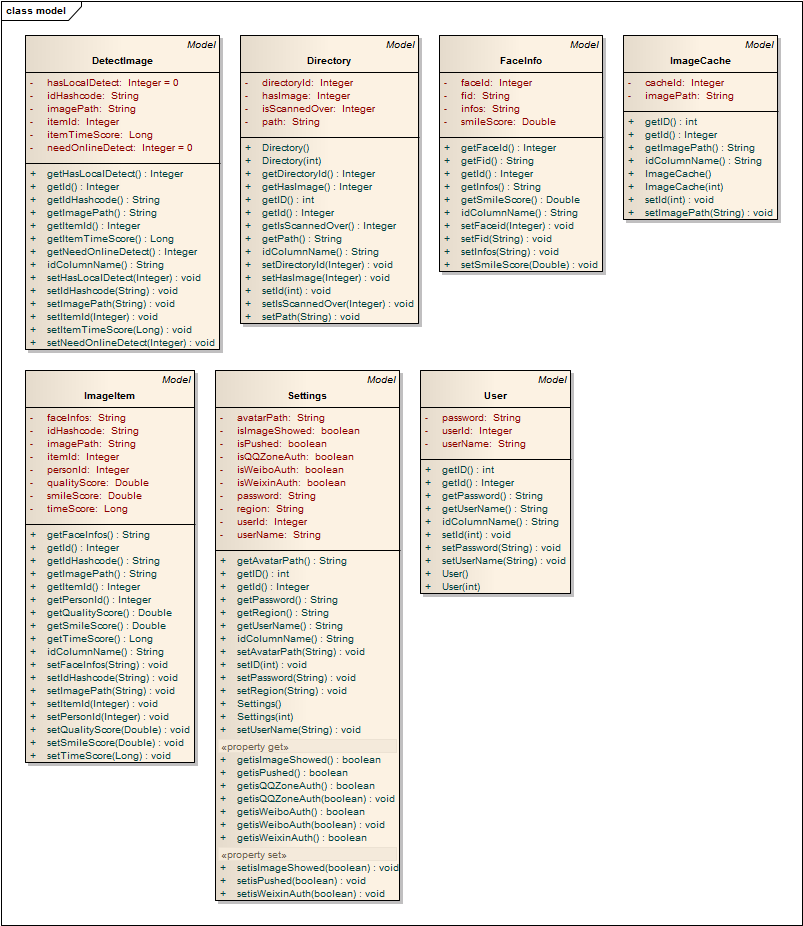 class model
Model
DetectImage
- hasLocalDetect: Integer = 0
- idHashcode: String
- imagePath: String
- itemId: Integer
- itemTimeScore: Long
- needOnlineDetect: Integer = 0
+ getHasLocalDetect() : Integer
+ getId() : Integer
+ getIdHashcode() : String
+ getImagePath() : String
+ getItemId() : Integer
+ getItemTimeScore() : Long
+ getNeedOnlineDetect() : Integer
+ idColumnName() : String
+ setHasLocalDetect(Integer) : void
+ setIdHashcode(String) : void
+ setImagePath(String) : void
+ setItemId(Integer) : void
+ setItemTimeScore(Long) : void
+ setNeedOnlineDetect(Integer) : void
Model
Directory
- directoryId: Integer
- hasImage: Integer
- isScannedOver: Integer
- path: String
+ Directory()
+ Directory(int)
+ getDirectoryId() : Integer
+ getHasImage() : Integer
+ getID() : int
+ getId() : Integer
+ getIsScannedOver() : Integer
+ getPath() : String
+ idColumnName() : String
+ setDirectoryId(Integer) : void
+ setHasImage(Integer) : void
+ setId(int) : void
+ setIsScannedOver(Integer) : void
+ setPath(String) : void
Model
FaceInfo
- faceId: Integer
- fid: String
- infos: String
- smileScore: Double
+ getFaceId() : Integer
+ getFid() : String
+ getId() : Integer
+ getInfos() : String
+ getSmileScore() : Double
+ idColumnName() : String
+ setFaceid(Integer) : void
+ setFid(String) : void
+ setInfos(String) : void
+ setSmileScore(Double) : void
Model
ImageCache
- cacheId: Integer
- imagePath: String
+ getID() : int
+ getId() : Integer
+ getImagePath() : String
+ idColumnName() : String
+ ImageCache()
+ ImageCache(int)
+ setId(int) : void
+ setImagePath(String) : void
Model
ImageItem
- faceInfos: String
- idHashcode: String
- imagePath: String
- itemId: Integer
- personId: Integer
- qualityScore: Double
- smileScore: Double
- timeScore: Long
+ getFaceInfos() : String
+ getId() : Integer
+ getIdHashcode() : String
+ getImagePath() : String
+ getItemId() : Integer
+ getPersonId() : Integer
+ getQualityScore() : Double
+ getSmileScore() : Double
+ getTimeScore() : Long
+ idColumnName() : String
+ setFaceInfos(String) : void
+ setIdHashcode(String) : void
+ setImagePath(String) : void
+ setItemId(Integer) : void
+ setPersonId(Integer) : void
+ setQualityScore(Double) : void
+ setSmileScore(Double) : void
+ setTimeScore(Long) : void
Model
Settings
- avatarPath: String
- isImageShowed: boolean
- isPushed: boolean
- isQQZoneAuth: boolean
- isWeiboAuth: boolean
- isWeixinAuth: boolean
- password: String
- region: String
- userId: Integer
- userName: String
+ getAvatarPath() : String
+ getID() : int
+ getId() : Integer
+ getPassword() : String
+ getRegion() : String
+ getUserName() : String
+ idColumnName() : String
+ setAvatarPath(String) : void
+ setID(int) : void
+ setPassword(String) : void
+ setRegion(String) : void
+ Settings()
+ Settings(int)
+ setUserName(String) : void
«property get»
+ getisImageShowed() : boolean
+ getisPushed() : boolean
+ getisQQZoneAuth() : boolean
+ getisQQZoneAuth(boolean) : void
+ getisWeiboAuth() : boolean
+ getisWeiboAuth(boolean) : void
+ getisWeixinAuth() : boolean
«property set»
+ setisImageShowed(boolean) : void
+ setisPushed(boolean) : void
+ setisWeixinAuth(boolean) : void
Model
User
- password: String
- userId: Integer
- userName: String
+ getID() : int
+ getId() : Integer
+ getPassword() : String
+ getUserName() : String
+ idColumnName() : String
+ setId(int) : void
+ setPassword(String) : void
+ setUserName(String) : void
+ User()
+ User(int)